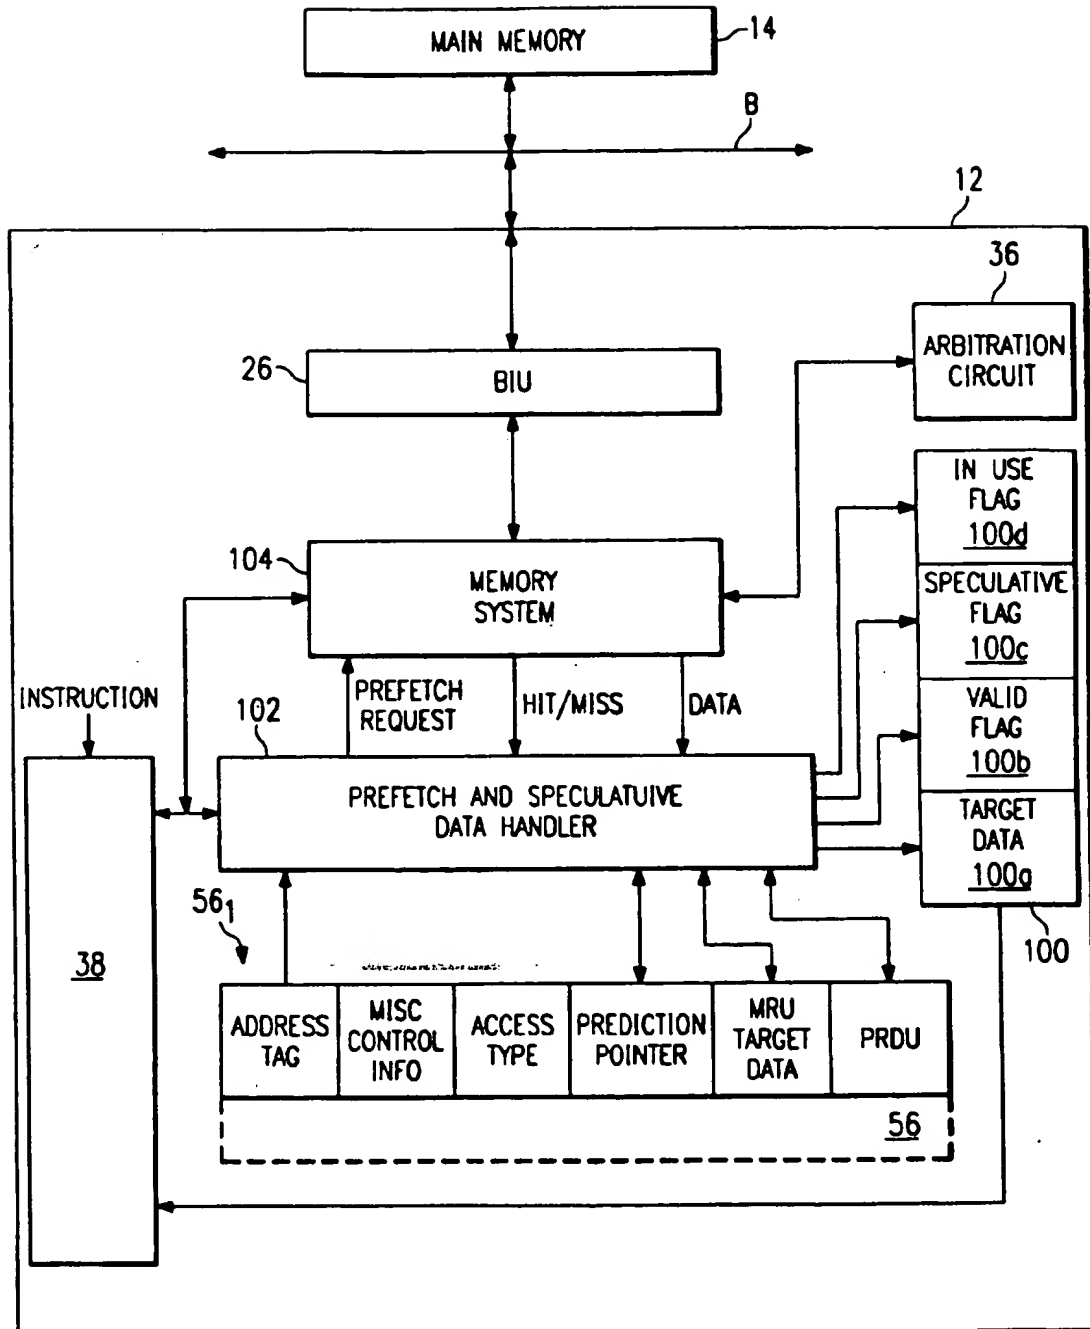 MAIN MEMORY
14
B
12
36
ARBITRATION
CIRCUIT
26
BIU
IN USE
FLAG
100d
104
MEMORY
SYSTEM
SPECULATIVE
FLAG
100c
INSTRUCTION
102
PREFETCH
REQUEST
HIT/MISS
DATA
VALID
FLAG
100b
PREFETCH AND SPECULATUIVE
DATA HANDLER
TARGET
DATA
100a
56₁
100
38
ADDRESS
TAG
MISC
CONTROL
INFO
ACCESS
TYPE
PREDICTION
POINTER
MRU
TARGET
DATA
PRDU
56